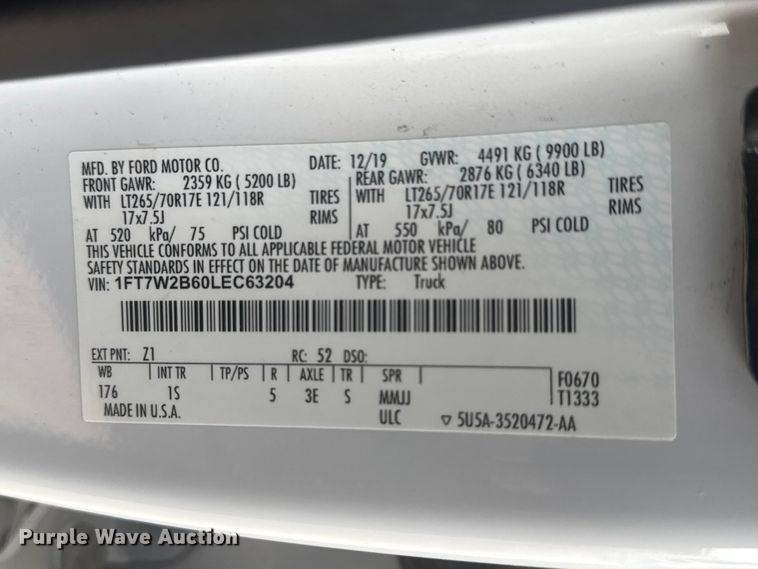 MFD. BY FORD MOTOR CO. DATE: 12/19 GVWR: 4491 KG ( 9900 LB)
FRONT GAWR: 2359 KG ( 5200 LB) REAR GAWR: 2876 KG ( 6340 LB)
WITH LT265/70R17E 121/118R TIRES WITH LT265/70R17E 121/118R TIRES
17x7.5J RIMS 17x7.5J RIMS
AT 520 kPa/ 75 PSI COLD AT 550 kPa/ 80 PSI COLD
THIS VEHICLE CONFORMS TO ALL APPLICABLE FEDERAL MOTOR VEHICLE
SAFETY STANDARDS IN EFFECT ON THE DATE OF MANUFACTURE SHOWN ABOVE.
VIN: 1FT7W2B60LEC63204 TYPE: Truck
EXT PNT: Z1 RC: 52 DSO:
WB INT TR TP/PS R AXLE TR SPR F0670
176 1S 5 3E S MMJJ T1333
MADE IN U.S.A. ULC ▽ 5U5A-3520472-AA
Purple Wave Auction